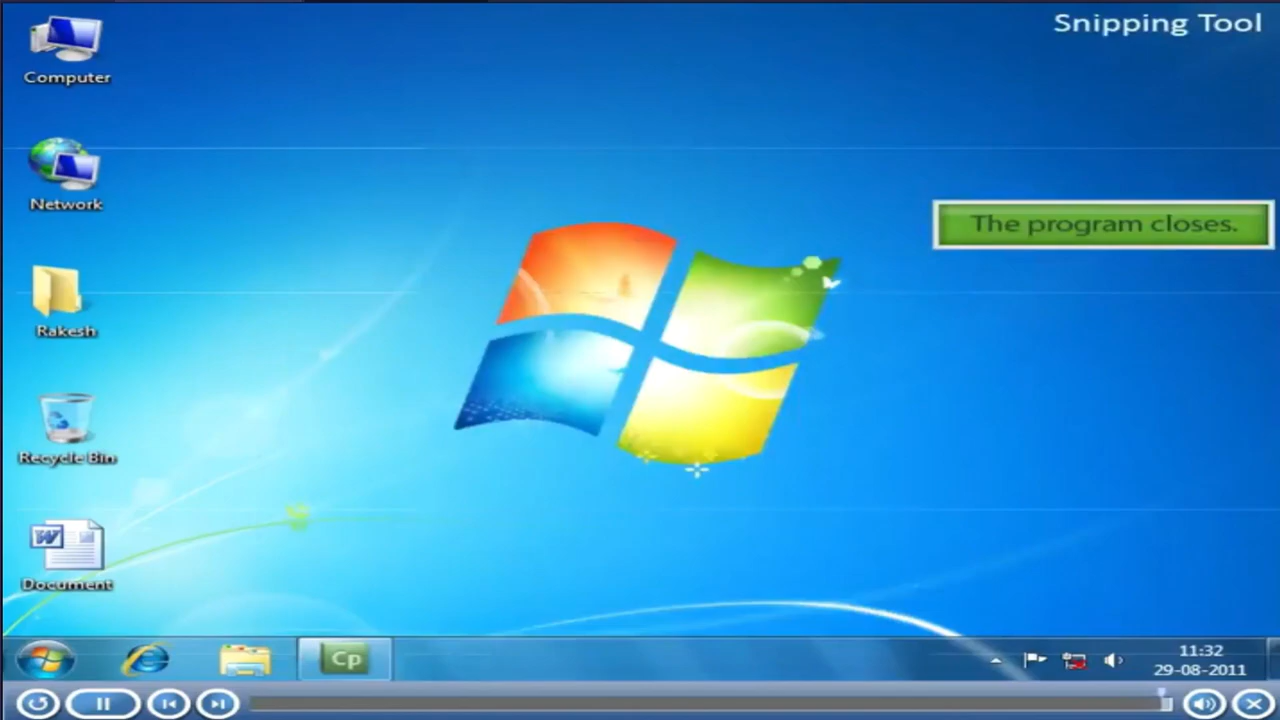 Snipping Tool
Computer
Network
The program closes.
Rakesh
Recycle Bin
W
Document
Cp
11:32
29-08-2011